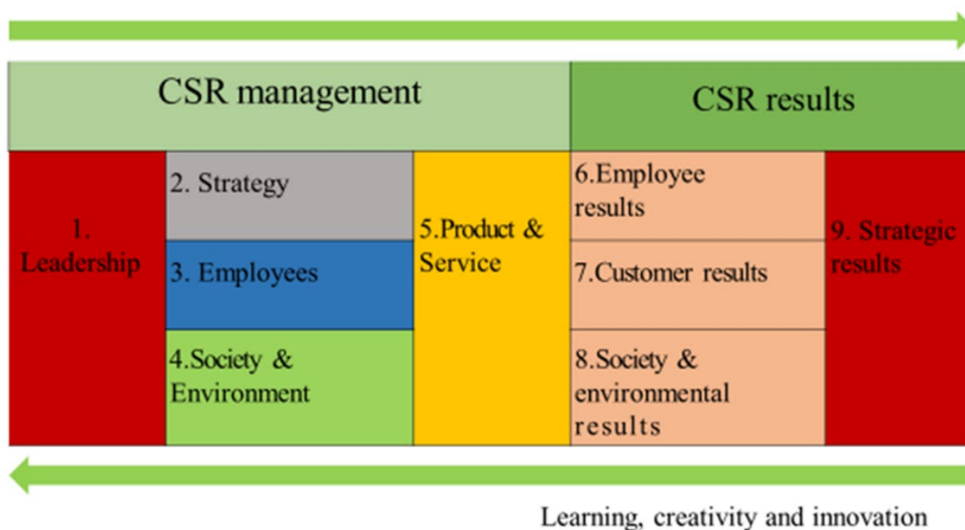 CSR management
CSR results
1.
Leadership
2. Strategy
3. Employees
4.Society &
Environment
5.Product &
Service
6.Employee
results
7.Customer results
8.Society &
environmental
results
9. Strategic
results
Learning, creativity and innovation